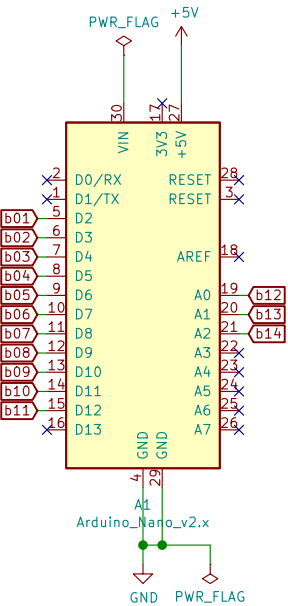 +5V
PWR_FLAG
30 17 27
VIN 3V3 +5V
2 D0/RX RESET 28
1 D1/TX RESET 3
b01 5 D2
b02 6 D3
b03 7 D4 AREF 18
b04 8 D5
b05 9 D6 A0 19 b12
b06 10 D7 A1 20 b13
b07 11 D8 A2 21 b14
b08 12 D9 A3 22
b09 13 D10 A4 23
b10 14 D11 A5 24
b11 15 D12 A6 25
16 D13 A7 26
GND GND
4 29
A1
Arduino_Nano_v2.x
GND PWR_FLAG